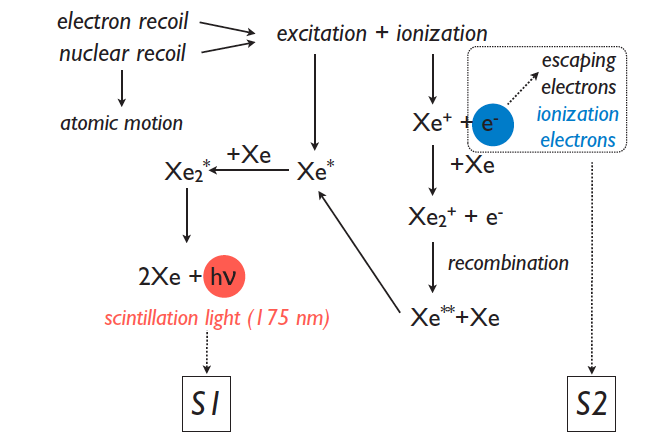 electron recoil
nuclear recoil
excitation + ionization
atomic motion
escaping
electrons
ionization
electrons
Xe⁺ + e⁻
+Xe
Xe₂* 
+Xe
Xe*
Xe₂⁺ + e⁻
2Xe + hν
recombination
scintillation light (175 nm)
Xe**+Xe
S1
S2